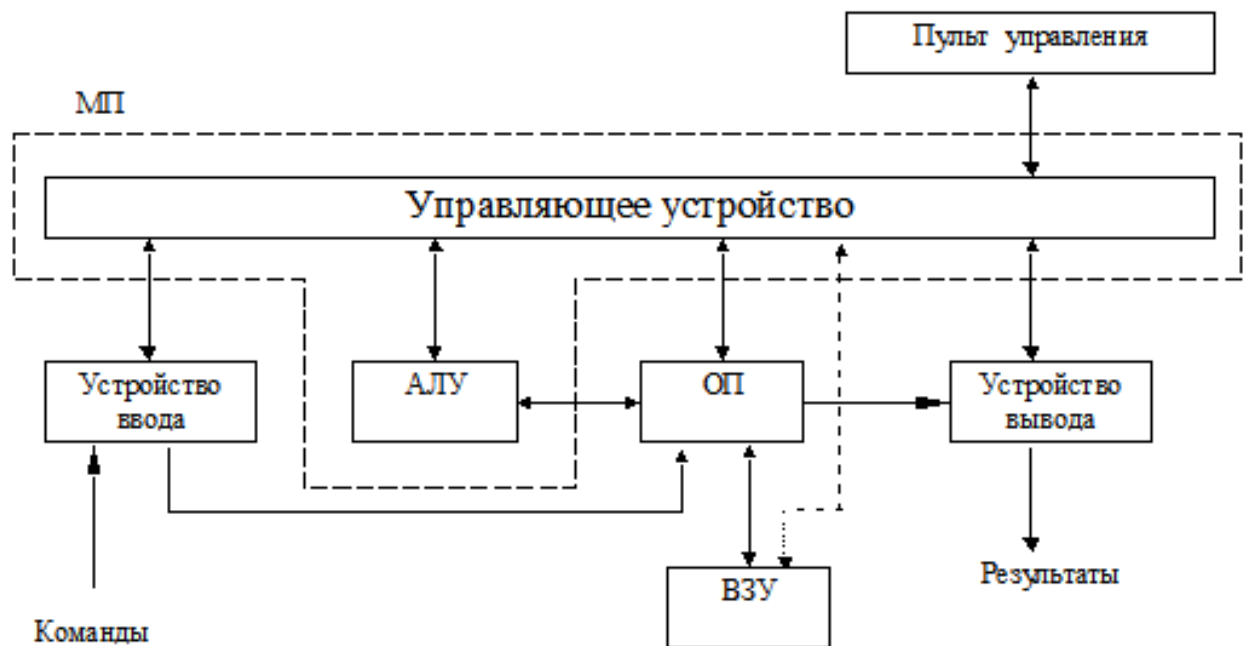 Пульт управления
МП
Управляющее устройство
Устройство
ввода
АЛУ
ОП
Устройство
вывода
ВЗУ
Результаты
Команды